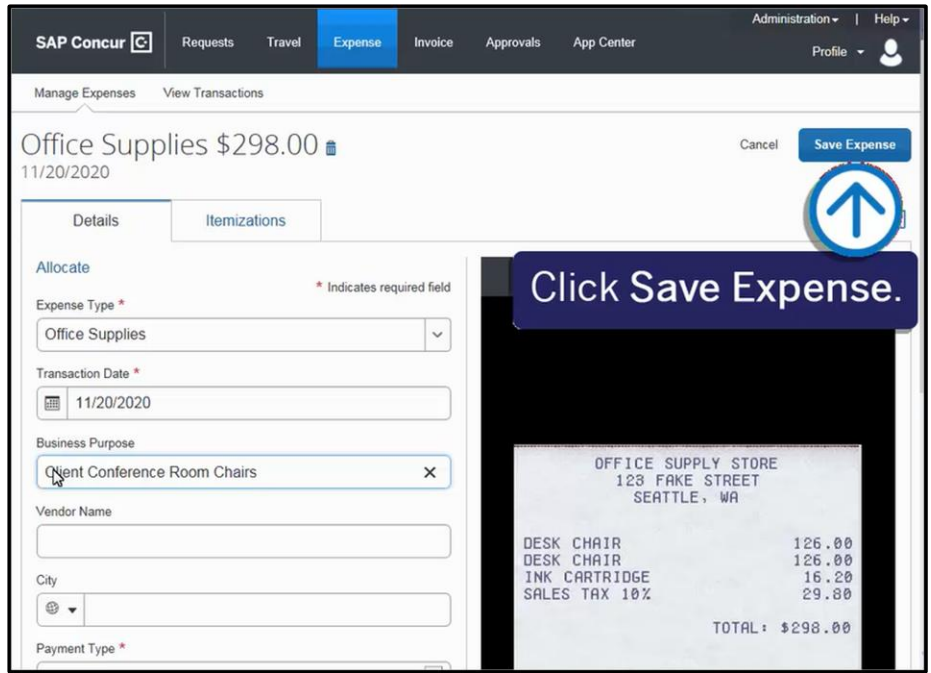 Administration | Help
SAP Concur C Requests Travel Expense Invoice Approvals App Center
Profile
Manage Expenses View Transactions
Office Supplies $298.00
Cancel Save Expense
11/20/2020
Details Itemizations
Allocate
* Indicates required field
Click Save Expense.
Expense Type *
Office Supplies
Transaction Date *
11/20/2020
Business Purpose
Client Conference Room Chairs
Vendor Name
City
Payment Type *
OFFICE SUPPLY STORE
123 FAKE STREET
SEATTLE, WA
DESK CHAIR 126.00
DESK CHAIR 126.00
INK CARTRIDGE 16.20
SALES TAX 10% 29.80
TOTAL: $298.00